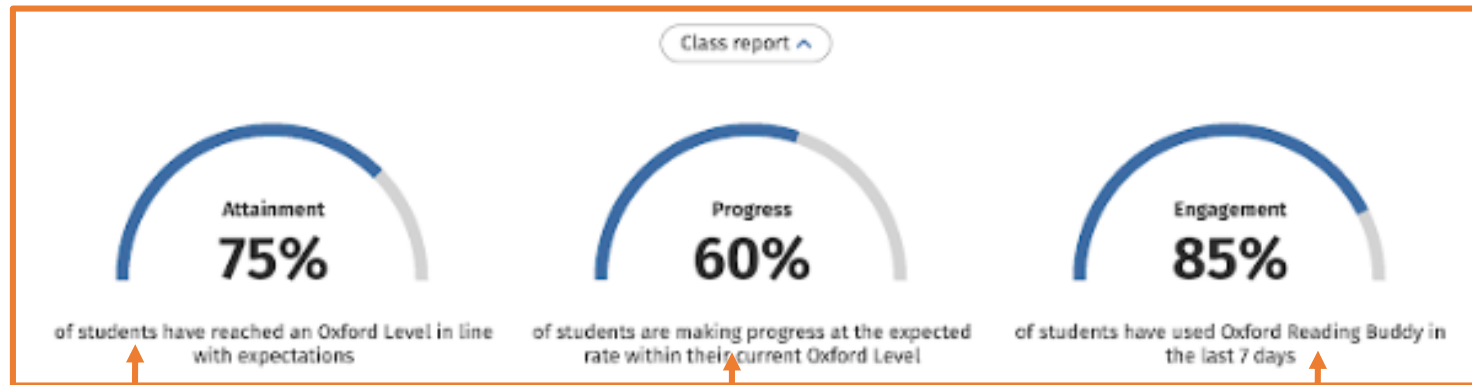 Class report
Attainment
75%
of students have reached an Oxford Level in line
with expectations
Progress
60%
of students are making progress at the expected
rate within their current Oxford Level
Engagement
85%
of students have used Oxford Reading Buddy in
the last 7 days